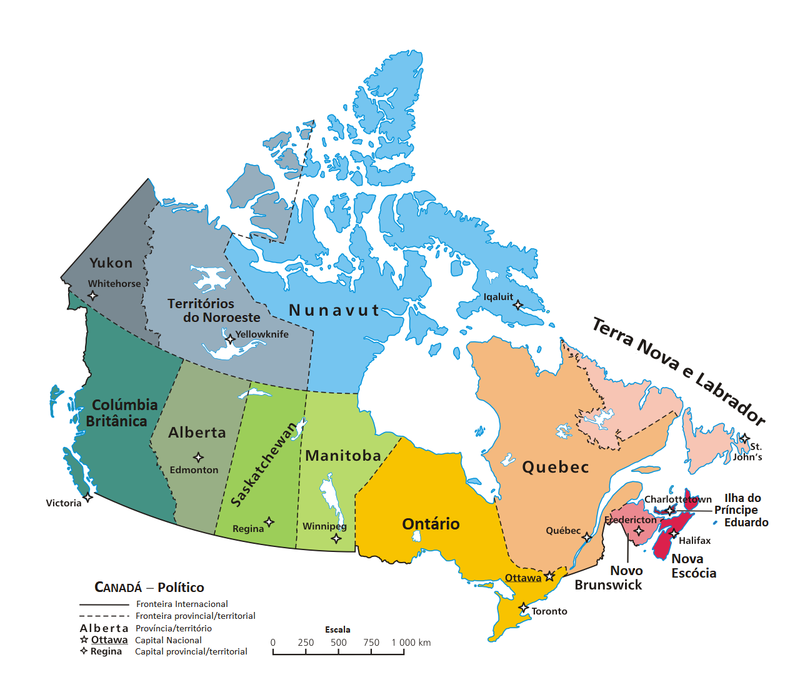 Yukon
Whitehorse
Territórios
do Noroeste
Yellowknife
Nunavut
Iqaluit
Terra Nova e Labrador
St.
John's
Colúmbia
Britânica
Victoria
Alberta
Edmonton
Saskatchewan
Regina
Manitoba
Winnipeg
Ontário
Ottawa
Toronto
Quebec
Québec
Charlottetown
Ilha do
Príncipe
Eduardo
Fredericton
Halifax
Nova
Escócia
Novo
Brunswick
CANADÁ – Político
Fronteira Internacional
Fronteira provincial/territorial
Alberta Província/território
Ottawa Capital Nacional
Regina Capital provincial/territorial
Escala
0 250 500 750 1 000 km